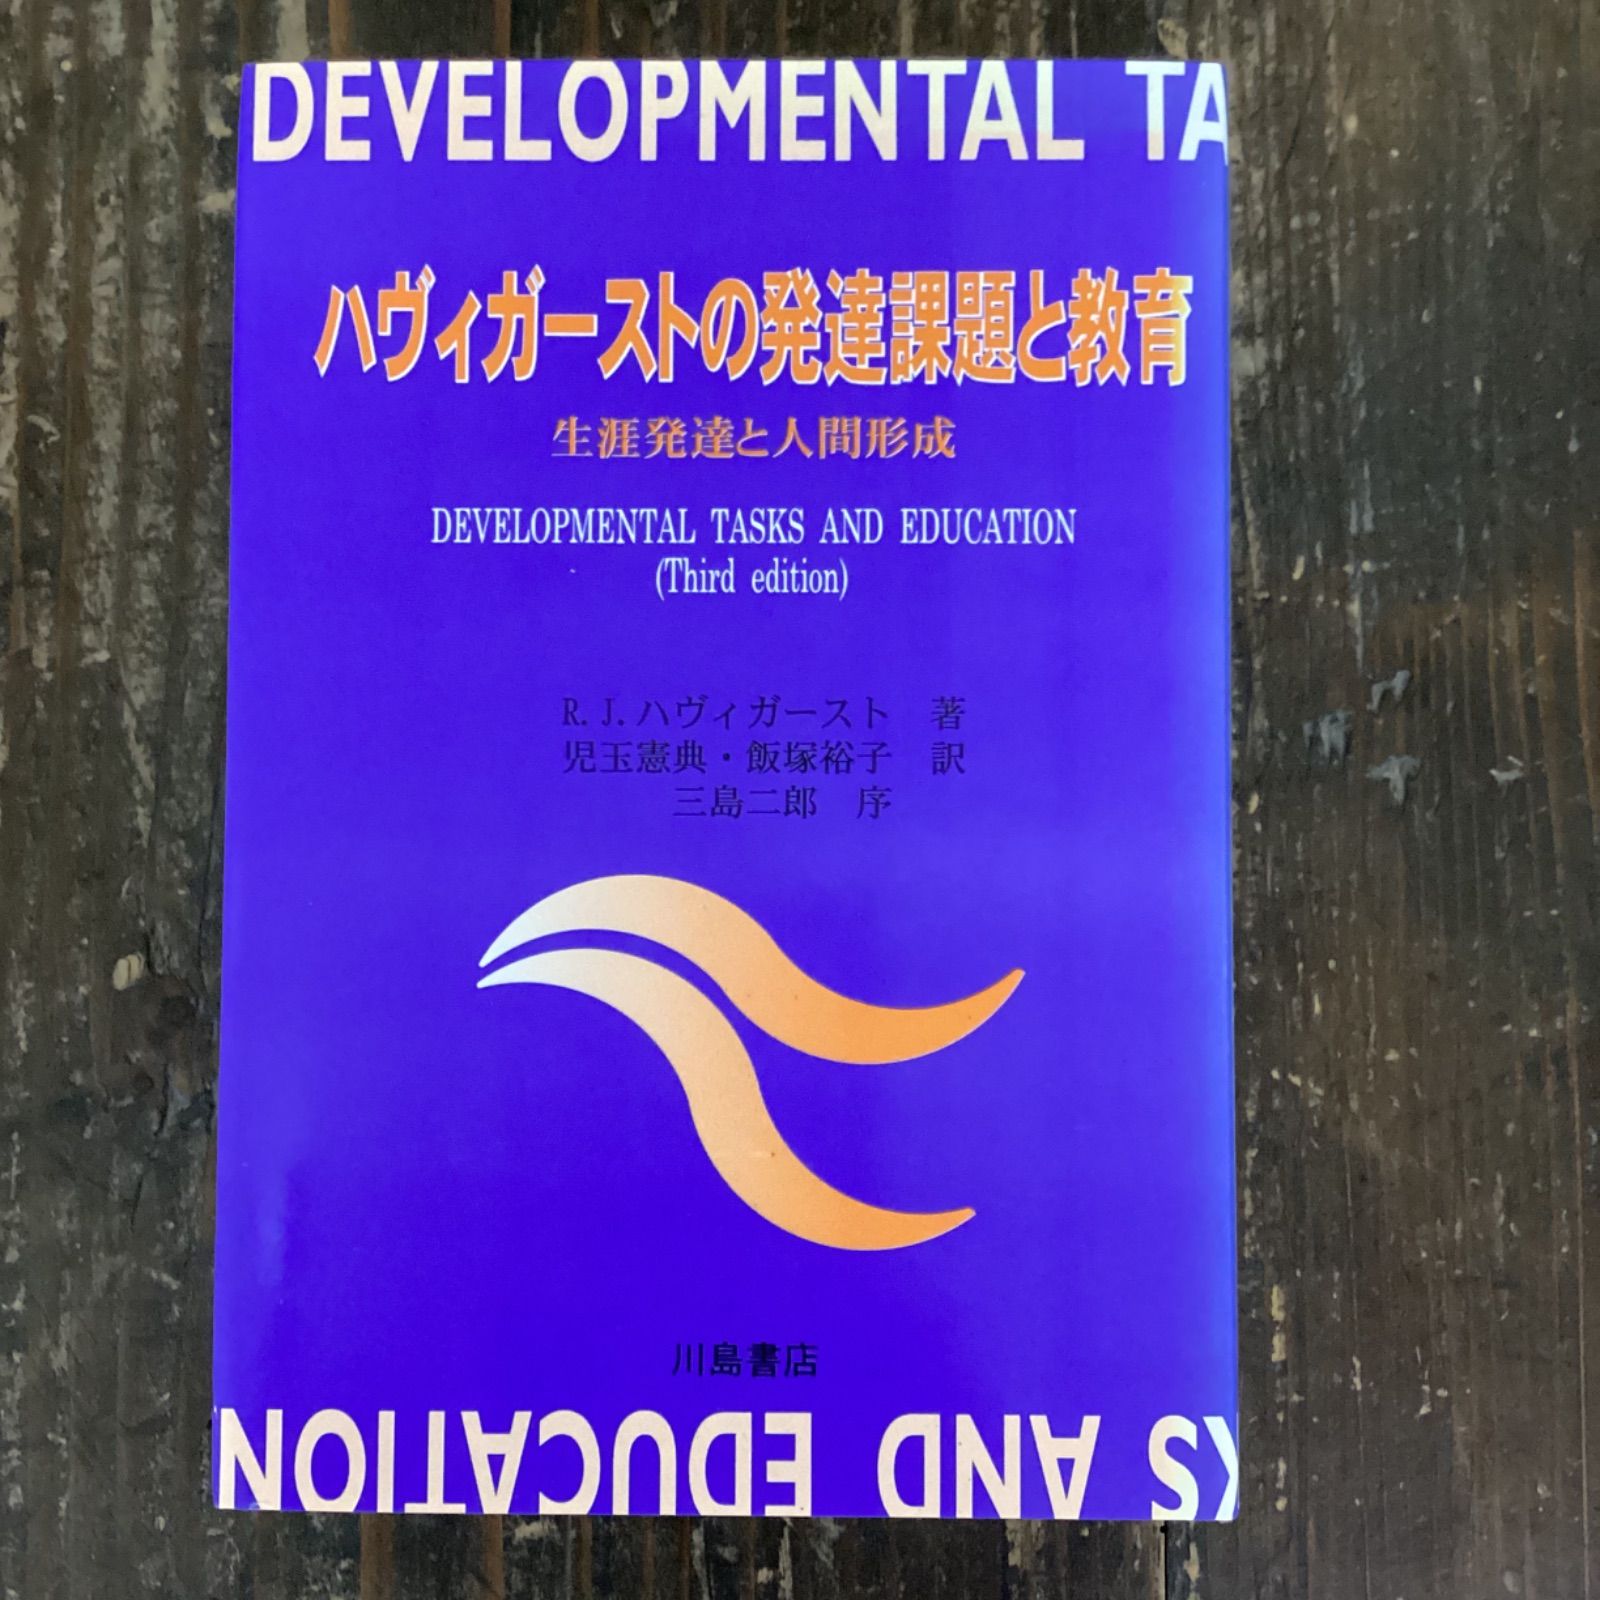 DEVELOPMENTAL TA
ハヴィガーストの発達課題と教育
生涯発達と人間形成
DEVELOPMENTAL TASKS AND EDUCATION
(Third edition)
R.J.ハヴィガースト 著
児玉憲典・飯塚裕子 訳
三島二郎 序
川島書店
KS AND EDUCATION